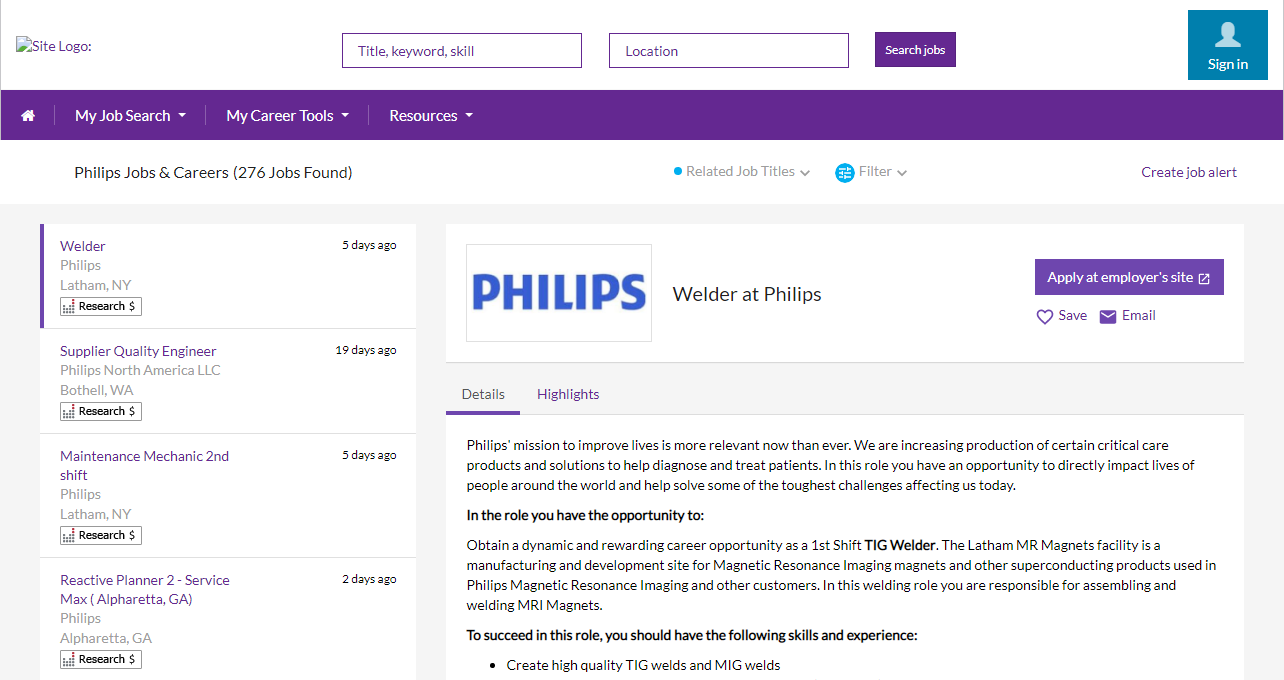 Site Logo:
Title, keyword, skill
Location
Search jobs
Sign in
My Job Search
My Career Tools
Resources
Philips Jobs & Careers (276 Jobs Found)
Related Job Titles
Filter
Create job alert
Welder
5 days ago
Philips
Latham, NY
Research $
Supplier Quality Engineer
19 days ago
Philips North America LLC
Bothell, WA
Research $
Maintenance Mechanic 2nd
shift
5 days ago
Philips
Latham, NY
Research $
Reactive Planner 2 - Service
Max ( Alpharetta, GA)
2 days ago
Philips
Alpharetta, GA
Research $
PHILIPS
Welder at Philips
Apply at employer's site
Save
Email
Details
Highlights
Philips' mission to improve lives is more relevant now than ever. We are increasing production of certain critical care
products and solutions to help diagnose and treat patients. In this role you have an opportunity to directly impact lives of
people around the world and help solve some of the toughest challenges affecting us today.
In the role you have the opportunity to:
Obtain a dynamic and rewarding career opportunity as a 1st Shift TIG Welder. The Latham MR Magnets facility is a
manufacturing and development site for Magnetic Resonance Imaging magnets and other superconducting products used in
Philips Magnetic Resonance Imaging and other customers. In this welding role you are responsible for assembling and
welding MRI Magnets.
To succeed in this role, you should have the following skills and experience:
• Create high quality TIG welds and MIG welds